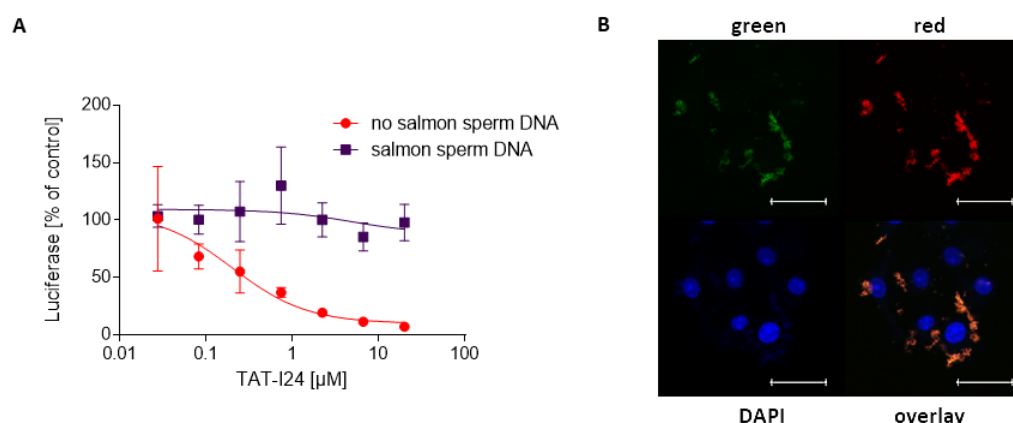 A
B
green
red
200
150
100
50
0
Luciferase [% of control]
no salmon sperm DNA
salmon sperm DNA
0.01
0.1
1
10
100
TAT-I24 [µM]
DAPI
overlay